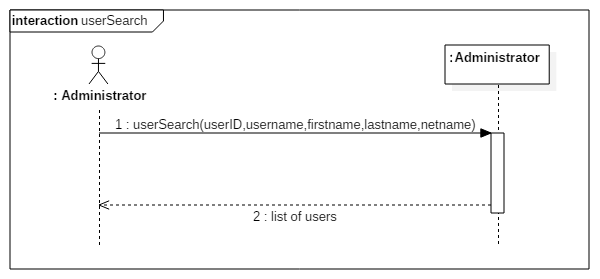 interaction userSearch
: Administrator
:Administrator
1 : userSearch(userID,username,firstname,lastname,netname)
2 : list of users